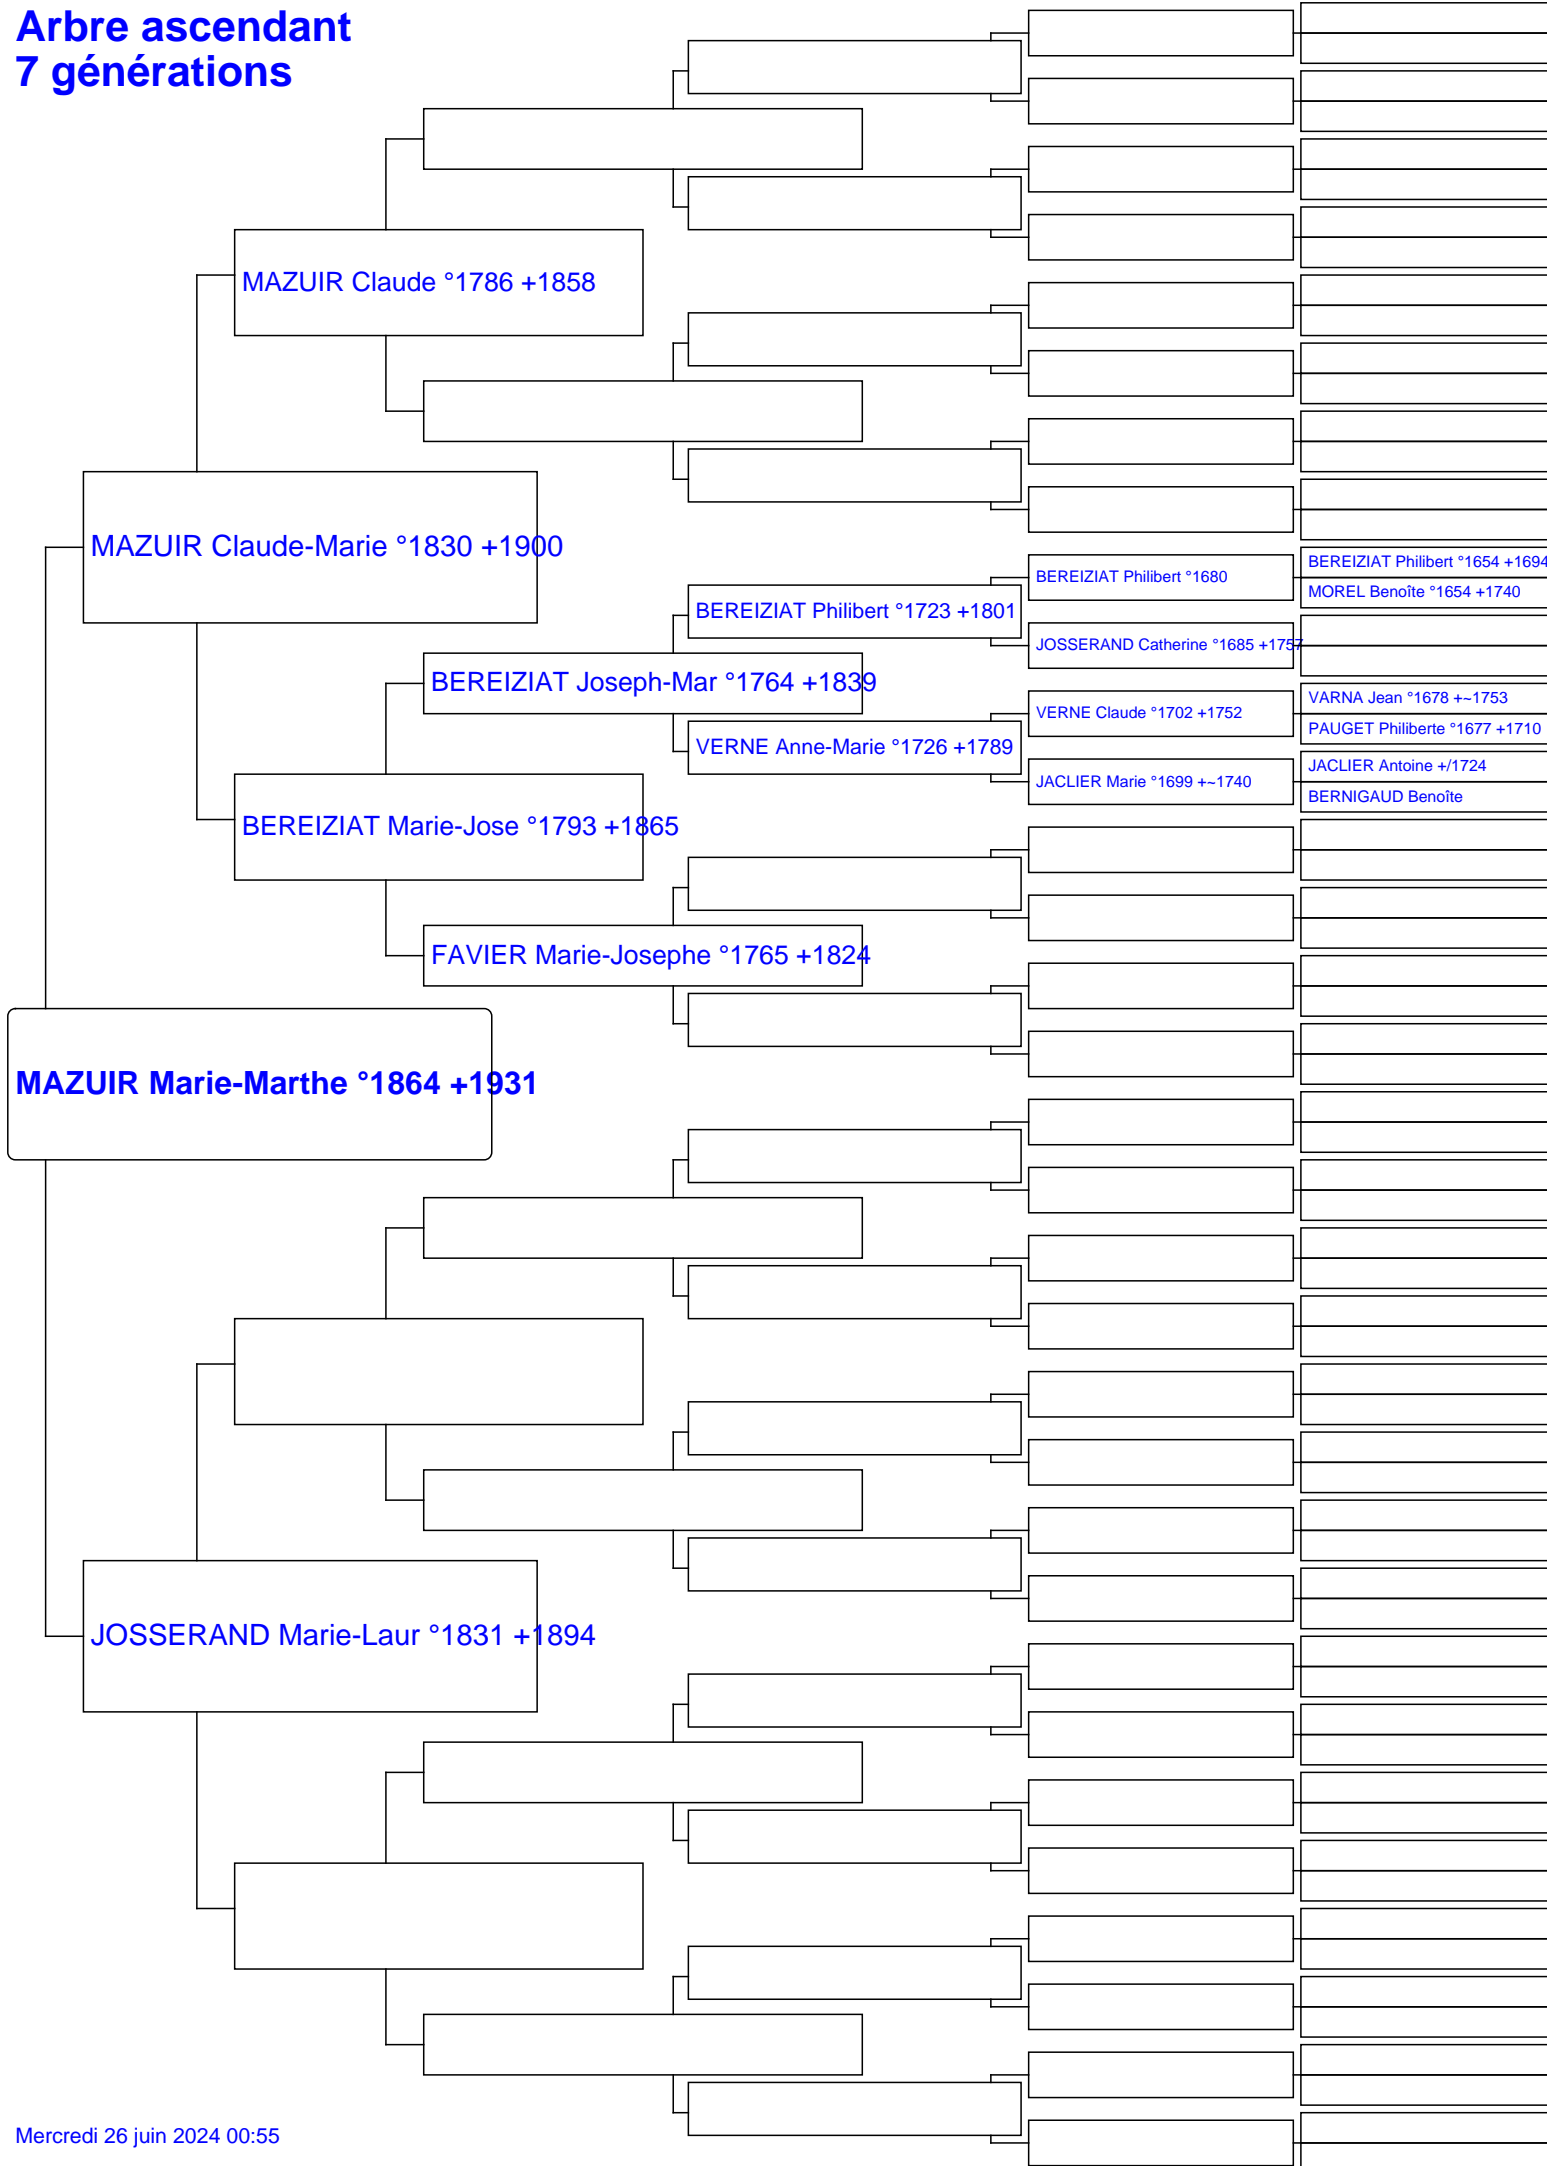 Arbre ascendant
7 générations
MAZUIR Claude °1786 +1858
MAZUIR Claude-Marie °1830 +1900
BEREIZIAT Philibert °1654 +1694
BEREIZIAT Philibert °1680
MOREL Benoîte °1654 +1740
BEREIZIAT Philibert °1723 +1801
JOSSERAND Catherine °1685 +1757
BEREIZIAT Joseph-Mar °1764 +1839
VARNA Jean °1678 +~1753
VERNE Claude °1702 +1752
PAUGET Philiberte °1677 +1710
VERNE Anne-Marie °1726 +1789
JACLIER Antoine +/1724
JACLIER Marie °1699 +~1740
BERNIGAUD Benoîte
BEREIZIAT Marie-Jose °1793 +1865
FAVIER Marie-Josephe °1765 +1824
MAZUIR Marie-Marthe °1864 +1931
JOSSERAND Marie-Laur °1831 +1894
Mercredi 26 juin 2024 00:55